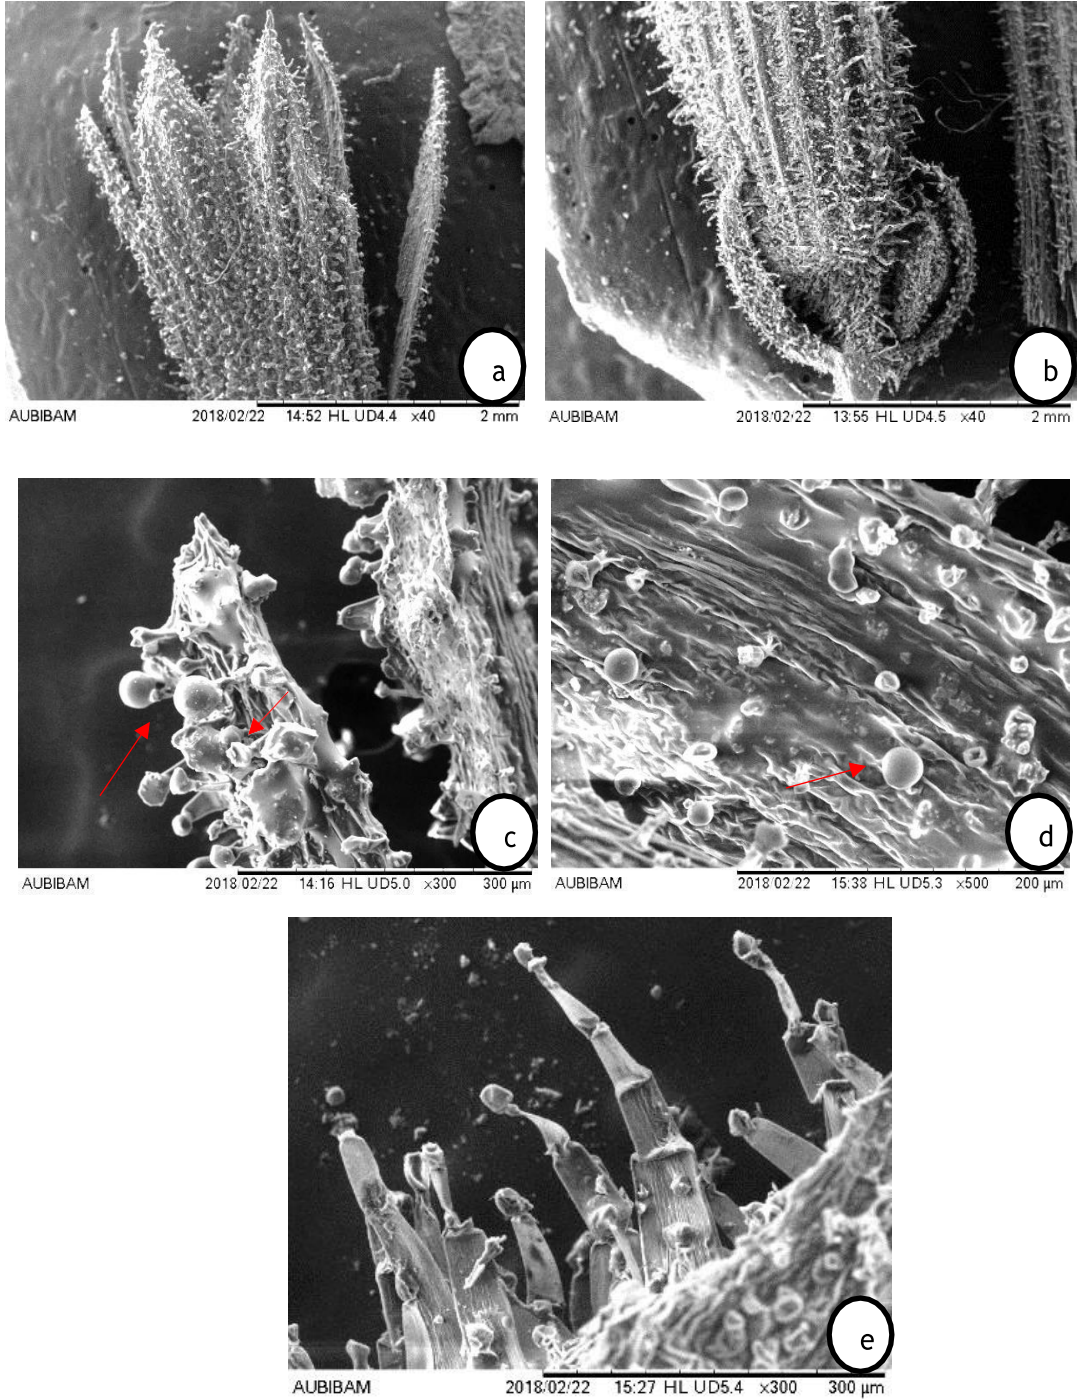 a
b
AUBIBAM 2018/02/22 14:52 HL UD4.4 x40 2 mm
AUBIBAM 2018/02/22 13:55 HL UD4.5 x40 2 mm
c
d
AUBIBAM 2018/02/22 14:16 HL UD5.0 x300 300 µm
AUBIBAM 2018/02/22 15:38 HL UD5.3 x500 200 µm
e
AUBIBAM 2018/02/22 15:27 HL UD5.4 x300 300 µm